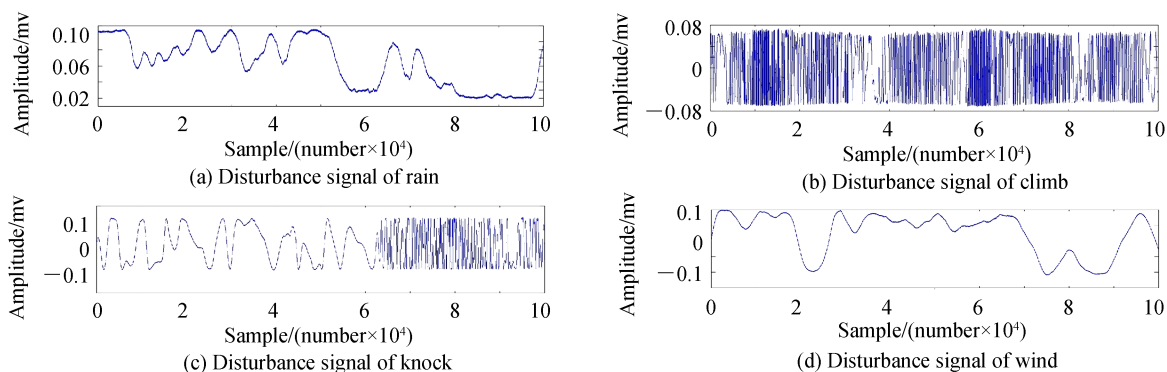 Amplitude/mv
0.10
0.06
0.02
0 2 4 6 8 10
Sample/(number×10⁴)
(a) Disturbance signal of rain
Amplitude/mv
0.08
0
−0.08
0 2 4 6 8 10
Sample/(number×10⁴)
(b) Disturbance signal of climb
Amplitude/mv
0.1
0
−0.1
0 2 4 6 8 10
Sample/(number×10⁴)
(c) Disturbance signal of knock
Amplitude/mv
0.1
0
−0.1
0 2 4 6 8 10
Sample/(number×10⁴)
(d) Disturbance signal of wind